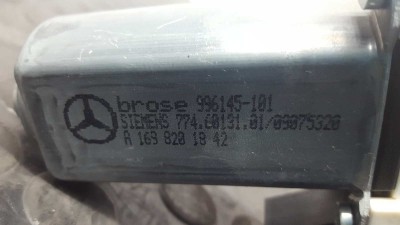 brose 996145-101
SIEMENS 774.60131.01/09075320
A 169 820 18 42